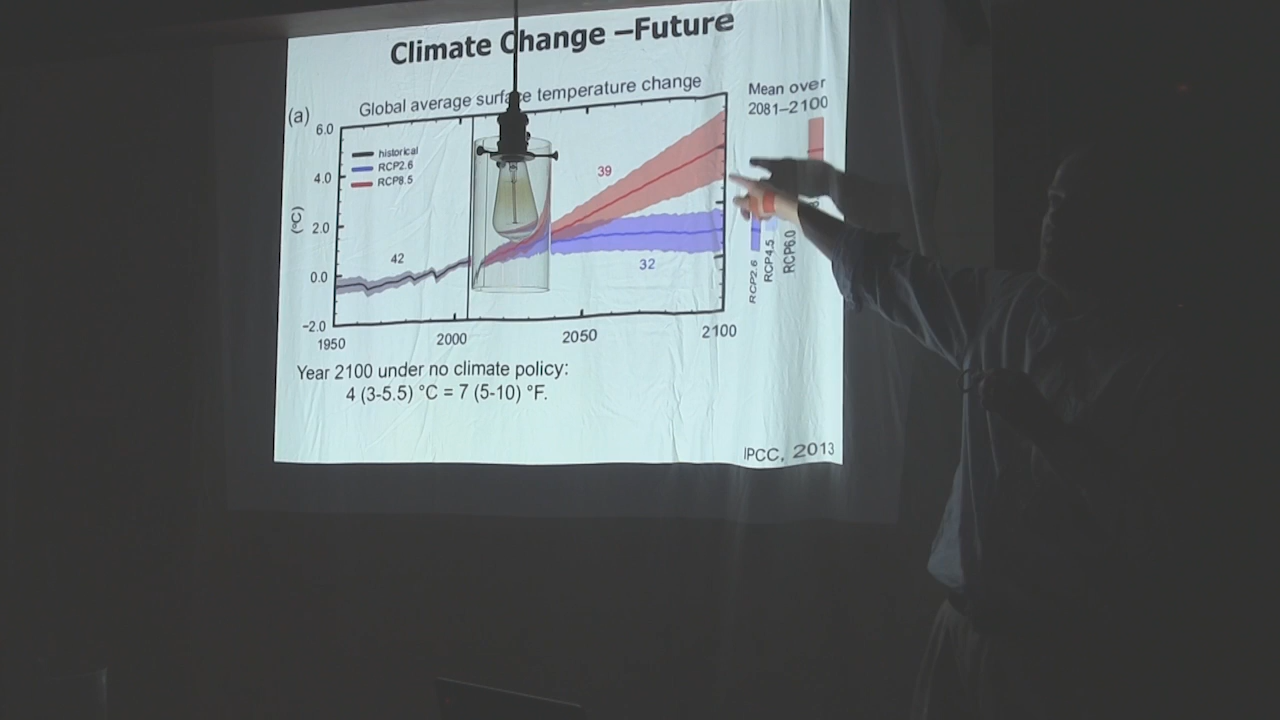 Climate Change –Future
Global average surface temperature change
Mean over
2081–2100
(a)
6.0
4.0
2.0
0.0
−2.0
(°C)
historical
RCP2.6
RCP8.5
42
39
32
1950
2000
2050
2100
RCP2.6
RCP4.5
RCP6.0
Year 2100 under no climate policy:
4 (3-5.5) °C = 7 (5-10) °F.
IPCC, 2013